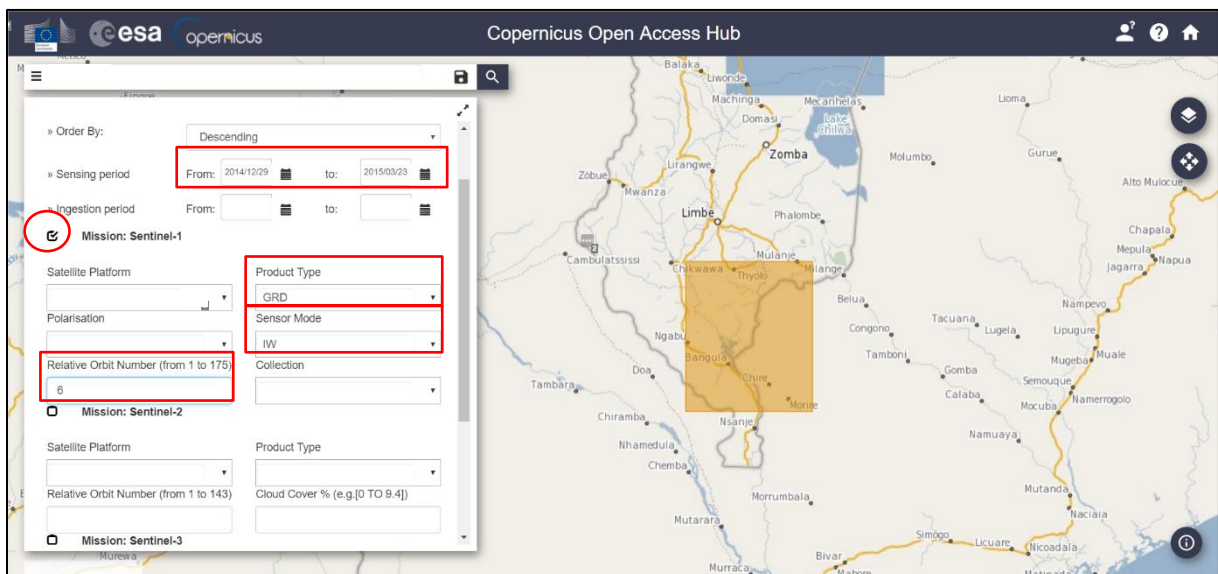 esa opernicus Copernicus Open Access Hub
» Order By: Descending
» Sensing period From: 2014/12/29 to: 2015/03/23
» Ingestion period From: to:
Mission: Sentinel-1
Satellite Platform Product Type
GRD
Polarisation Sensor Mode
IW
Relative Orbit Number (from 1 to 175) Collection
6
Mission: Sentinel-2
Satellite Platform Product Type
Relative Orbit Number (from 1 to 143) Cloud Cover % (e.g.[0 TO 9.4])
Mission: Sentinel-3
Murewa
Balaka
Liwonde
Machinga
Mecanhelas
Lioma
Domasi
Lake
Chilwa
Zomba
Molumbo
Gurue
Lirangwe
Zóbue
Mwanza
Alto Mulocue
Limbe
Phalombe
Chapala
Cambulatssissi
2
Mulanje
Mepula
Napua
Chikwawa
Thyolo
Milange
Jagarra
Belua
Nampevo
Congono
Tacuana
Lugela
Lipugure
Ngabu
Bangula
Tamboni
Mugeba
Muale
Doa
Chire
Gomba
Semouque
Tambara
Calaba
Mocuba
Namerrogolo
Morire
Chiramba
Nsanje
Namuaya
Nhamedula
Chemba
Morrumbala
Mutanda
Mutarara
Naciaia
Simogo
Licuare
Nicoadala
Bivar
Murraca